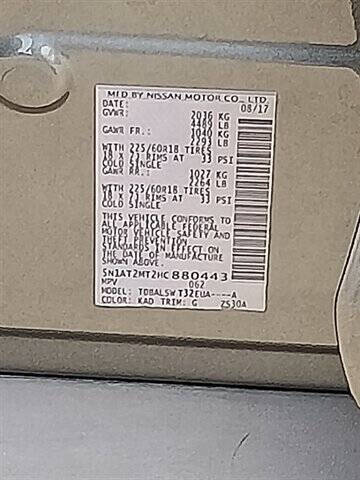 MFD BY NISSAN MOTOR CO., LTD.
DATE: 08/17
GVWR: 2036 KG
4489 LB
GAWR FR.: 1040 KG
2293 LB
WITH 225/60R18 TIRES
18 X 7J RIMS AT 33 PSI
COLD SINGLE
GAWR RR.: 1027 KG
2264 LB
WITH 225/60R18 TIRES
18 X 7J RIMS AT 33 PSI
COLD SINGLE
THIS VEHICLE CONFORMS TO ALL
APPLICABLE FEDERAL
MOTOR VEHICLE SAFETY AND
THEFT PREVENTION
STANDARDS IN EFFECT ON
THE DATE OF MANUFACTURE
SHOWN ABOVE.
5N1AT2MT2HC880443
MPV 062
MODEL: T32EUA----A
COLOR: KAD TRIM: G 2530A